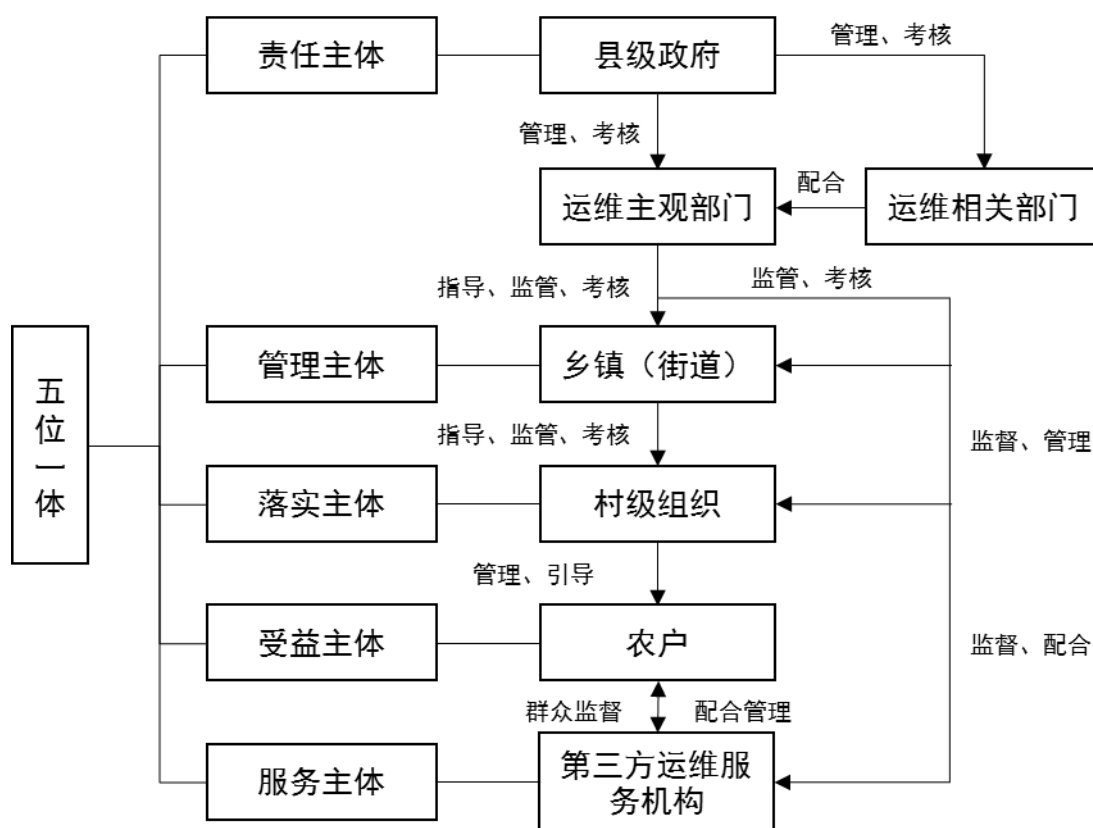 责任主体
县级政府
管理、考核
管理、考核
运维主观部门
配合
运维相关部门
指导、监管、考核
监管、考核
五位一体
管理主体
乡镇（街道）
指导、监管、考核
监督、管理
落实主体
村级组织
管理、引导
受益主体
农户
监督、配合
群众监督
配合管理
服务主体
第三方运维服
务机构